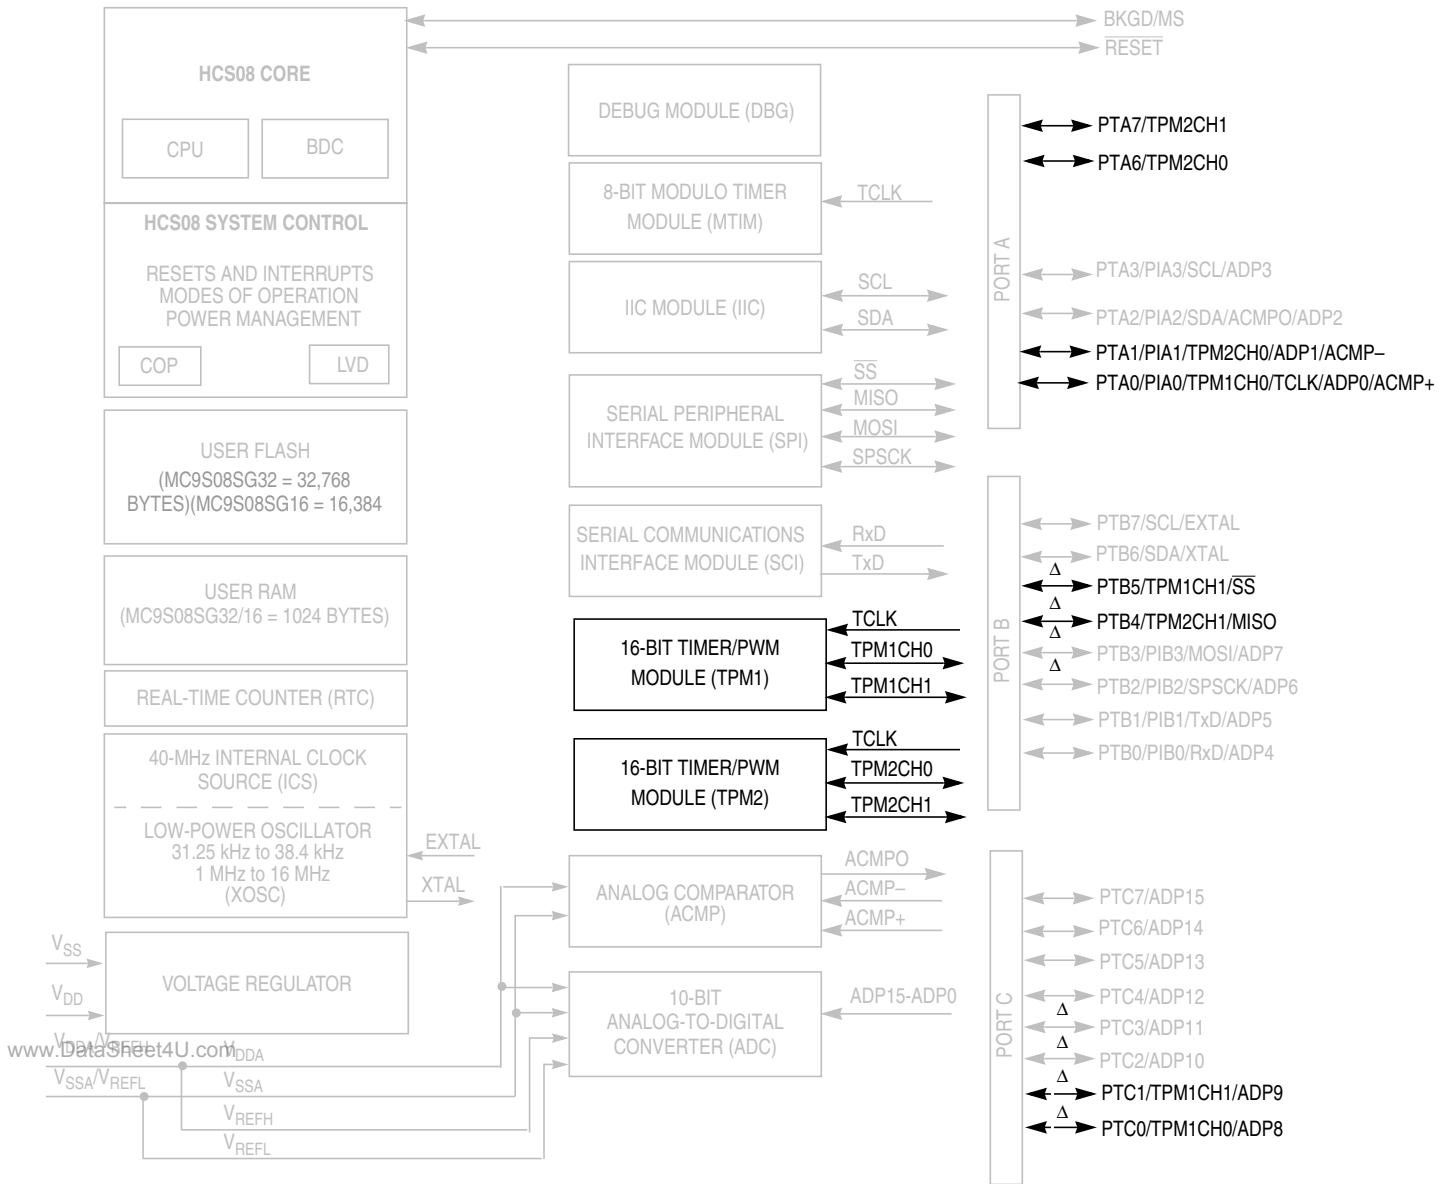 BKGD/MS
RESET
HCS08 CORE
CPU
BDC
HCS08 SYSTEM CONTROL
RESETS AND INTERRUPTS
MODES OF OPERATION
POWER MANAGEMENT
COP
LVD
USER FLASH
(MC9S08SG32 = 32,768
BYTES)(MC9S08SG16 = 16,384
USER RAM
(MC9S08SG32/16 = 1024 BYTES)
REAL-TIME COUNTER (RTC)
40-MHz INTERNAL CLOCK
SOURCE (ICS)
LOW-POWER OSCILLATOR
31.25 kHz to 38.4 kHz
1 MHz to 16 MHz
(XOSC)
EXTAL
XTAL
VSS
VDD
VOLTAGE REGULATOR
VDDA/VREFH
www.DataSheet4U.com
VDDA
VSSA/VREFL
VSSA
VREFH
VREFL
DEBUG MODULE (DBG)
8-BIT MODULO TIMER
MODULE (MTIM)
TCLK
IIC MODULE (IIC)
SCL
SDA
SERIAL PERIPHERAL
INTERFACE MODULE (SPI)
SS
MISO
MOSI
SPSCK
SERIAL COMMUNICATIONS
INTERFACE MODULE (SCI)
RxD
TxD
16-BIT TIMER/PWM
MODULE (TPM1)
TCLK
TPM1CH0
TPM1CH1
16-BIT TIMER/PWM
MODULE (TPM2)
TCLK
TPM2CH0
TPM2CH1
ANALOG COMPARATOR
(ACMP)
ACMPO
ACMP–
ACMP+
10-BIT
ANALOG-TO-DIGITAL
CONVERTER (ADC)
ADP15-ADP0
PORT A
PTA7/TPM2CH1
PTA6/TPM2CH0
PTA3/PIA3/SCL/ADP3
PTA2/PIA2/SDA/ACMPO/ADP2
PTA1/PIA1/TPM2CH0/ADP1/ACMP–
PTA0/PIA0/TPM1CH0/TCLK/ADP0/ACMP+
PORT B
PTB7/SCL/EXTAL
PTB6/SDA/XTAL
Δ PTB5/TPM1CH1/SS
Δ PTB4/TPM2CH1/MISO
Δ PTB3/PIB3/MOSI/ADP7
Δ PTB2/PIB2/SPSCK/ADP6
PTB1/PIB1/TxD/ADP5
PTB0/PIB0/RxD/ADP4
PORT C
PTC7/ADP15
PTC6/ADP14
PTC5/ADP13
PTC4/ADP12
Δ PTC3/ADP11
Δ PTC2/ADP10
Δ PTC1/TPM1CH1/ADP9
Δ PTC0/TPM1CH0/ADP8